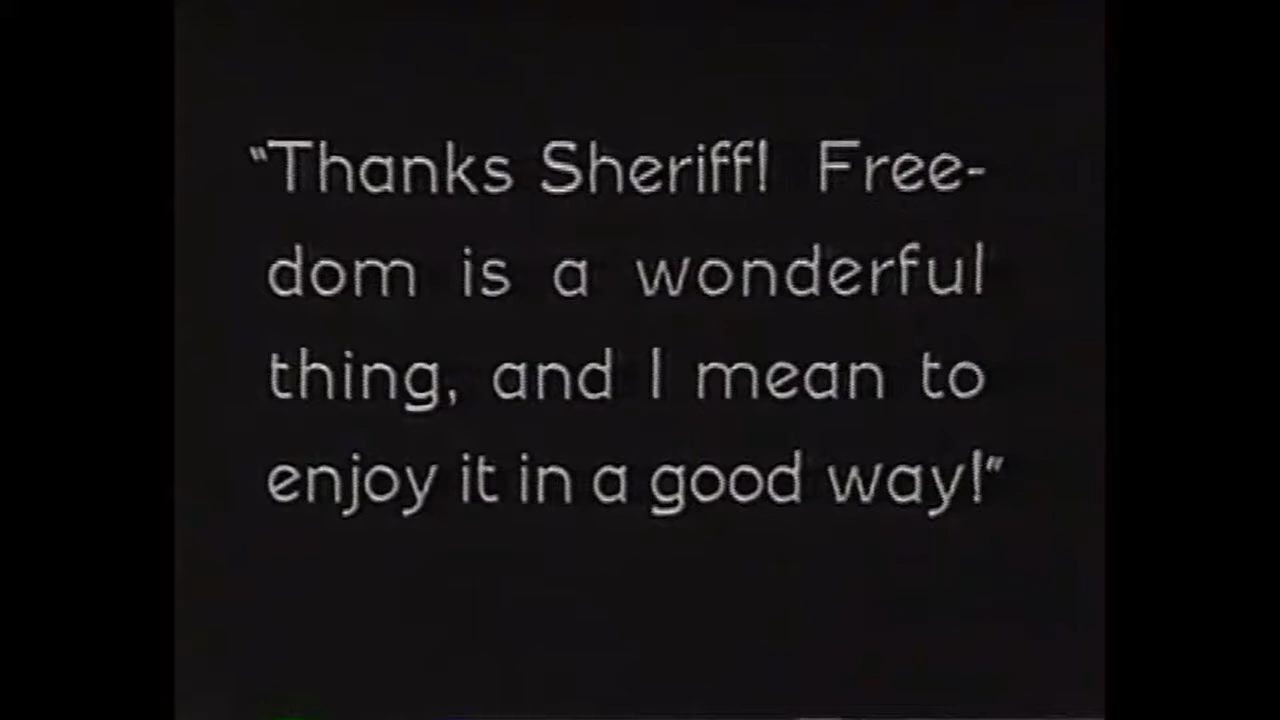 "Thanks Sheriff! Free-
dom is a wonderful
thing, and I mean to
enjoy it in a good way!"